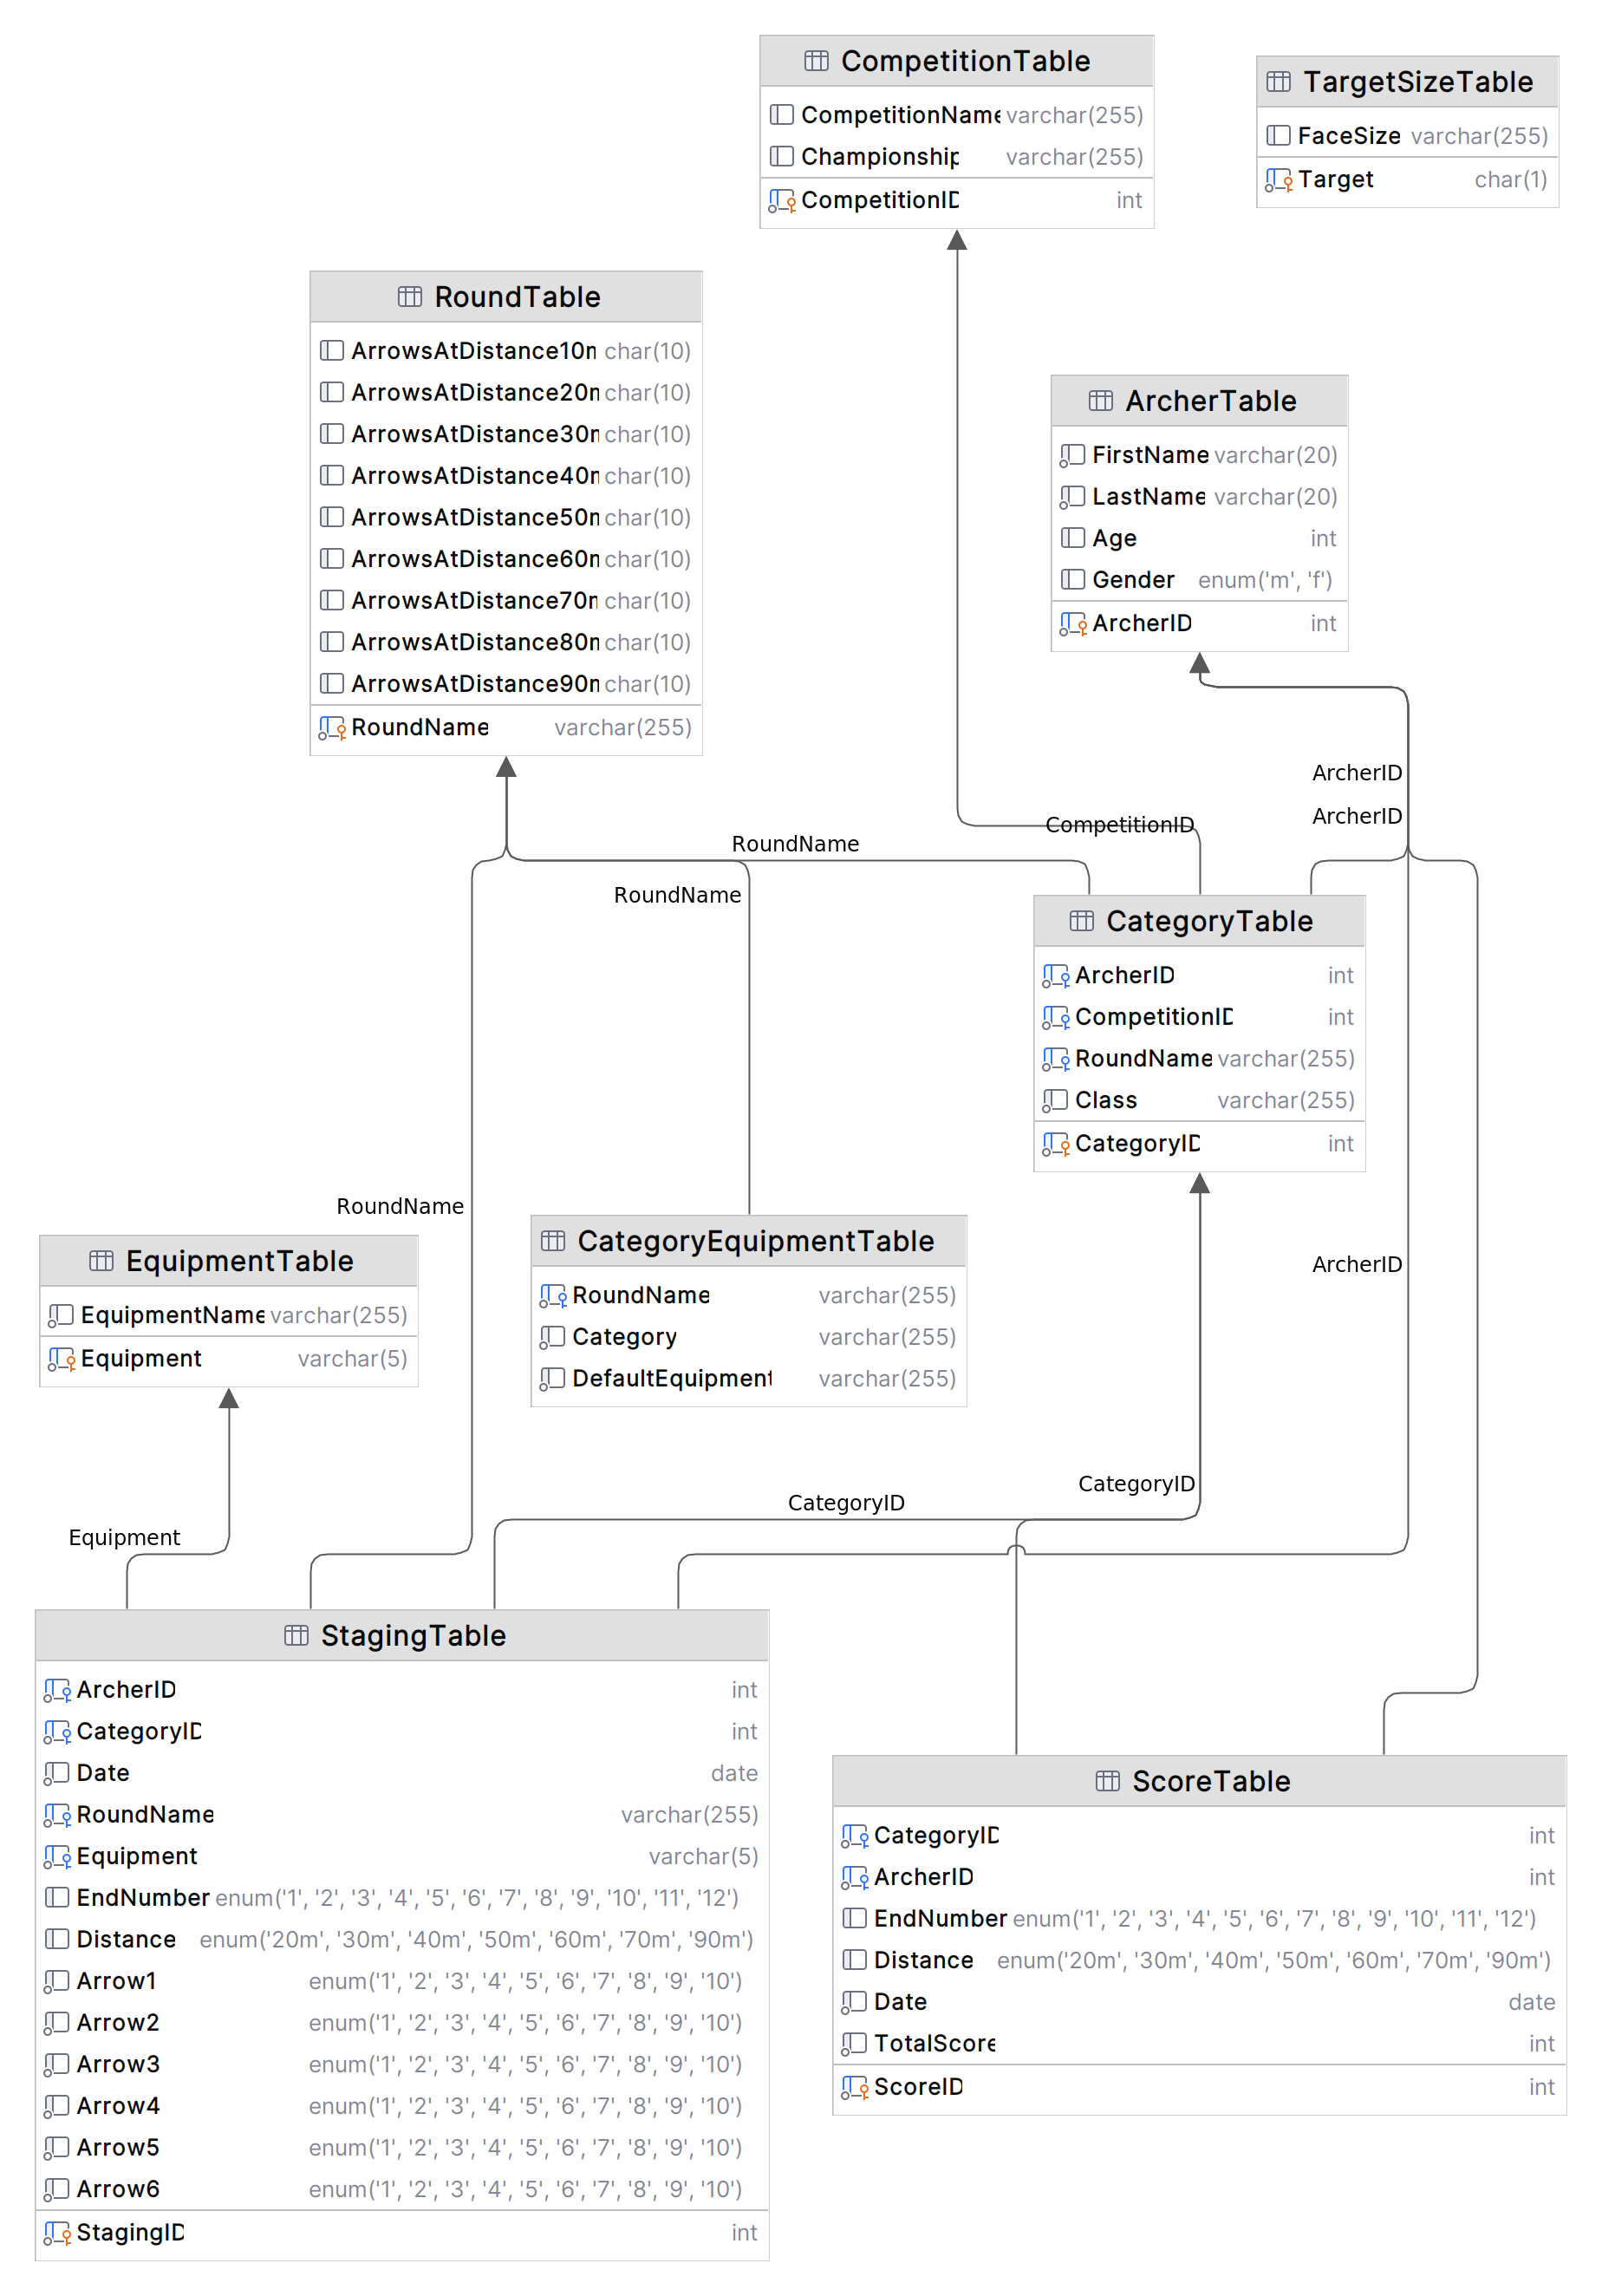 CompetitionTable
CompetitionName varchar(255)
Championship varchar(255)
CompetitionID int
TargetSizeTable
FaceSize varchar(255)
Target char(1)
RoundTable
ArrowsAtDistance10m char(10)
ArrowsAtDistance20m char(10)
ArrowsAtDistance30m char(10)
ArrowsAtDistance40m char(10)
ArrowsAtDistance50m char(10)
ArrowsAtDistance60m char(10)
ArrowsAtDistance70m char(10)
ArrowsAtDistance80m char(10)
ArrowsAtDistance90m char(10)
RoundName varchar(255)
ArcherTable
FirstName varchar(20)
LastName varchar(20)
Age int
Gender enum('m', 'f')
ArcherID int
ArcherID
ArcherID
CompetitionID
RoundName
RoundName
CategoryTable
ArcherID int
CompetitionID int
RoundName varchar(255)
Class varchar(255)
CategoryID int
RoundName
EquipmentTable
EquipmentName varchar(255)
Equipment varchar(5)
CategoryEquipmentTable
RoundName varchar(255)
Category varchar(255)
DefaultEquipment varchar(255)
ArcherID
CategoryID
CategoryID
Equipment
StagingTable
ArcherID int
CategoryID int
Date date
RoundName varchar(255)
Equipment varchar(5)
EndNumber enum('1', '2', '3', '4', '5', '6', '7', '8', '9', '10', '11', '12')
Distance enum('20m', '30m', '40m', '50m', '60m', '70m', '90m')
Arrow1 enum('1', '2', '3', '4', '5', '6', '7', '8', '9', '10')
Arrow2 enum('1', '2', '3', '4', '5', '6', '7', '8', '9', '10')
Arrow3 enum('1', '2', '3', '4', '5', '6', '7', '8', '9', '10')
Arrow4 enum('1', '2', '3', '4', '5', '6', '7', '8', '9', '10')
Arrow5 enum('1', '2', '3', '4', '5', '6', '7', '8', '9', '10')
Arrow6 enum('1', '2', '3', '4', '5', '6', '7', '8', '9', '10')
StagingID int
ScoreTable
CategoryID int
ArcherID int
EndNumber enum('1', '2', '3', '4', '5', '6', '7', '8', '9', '10', '11', '12')
Distance enum('20m', '30m', '40m', '50m', '60m', '70m', '90m')
Date date
TotalScore int
ScoreID int